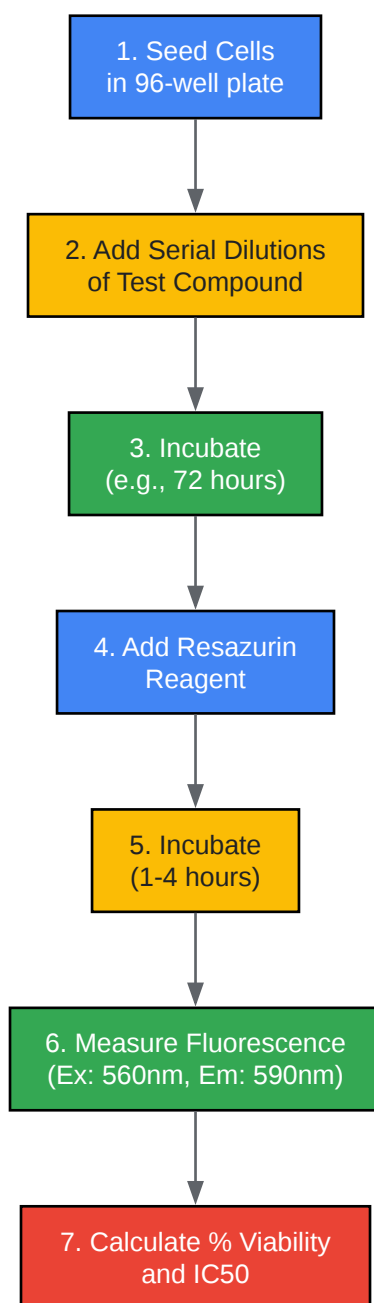 1. Seed Cells
in 96-well plate
2. Add Serial Dilutions
of Test Compound
3. Incubate
(e.g., 72 hours)
4. Add Resazurin
Reagent
5. Incubate
(1-4 hours)
6. Measure Fluorescence
(Ex: 560nm, Em: 590nm)
7. Calculate % Viability
and IC50